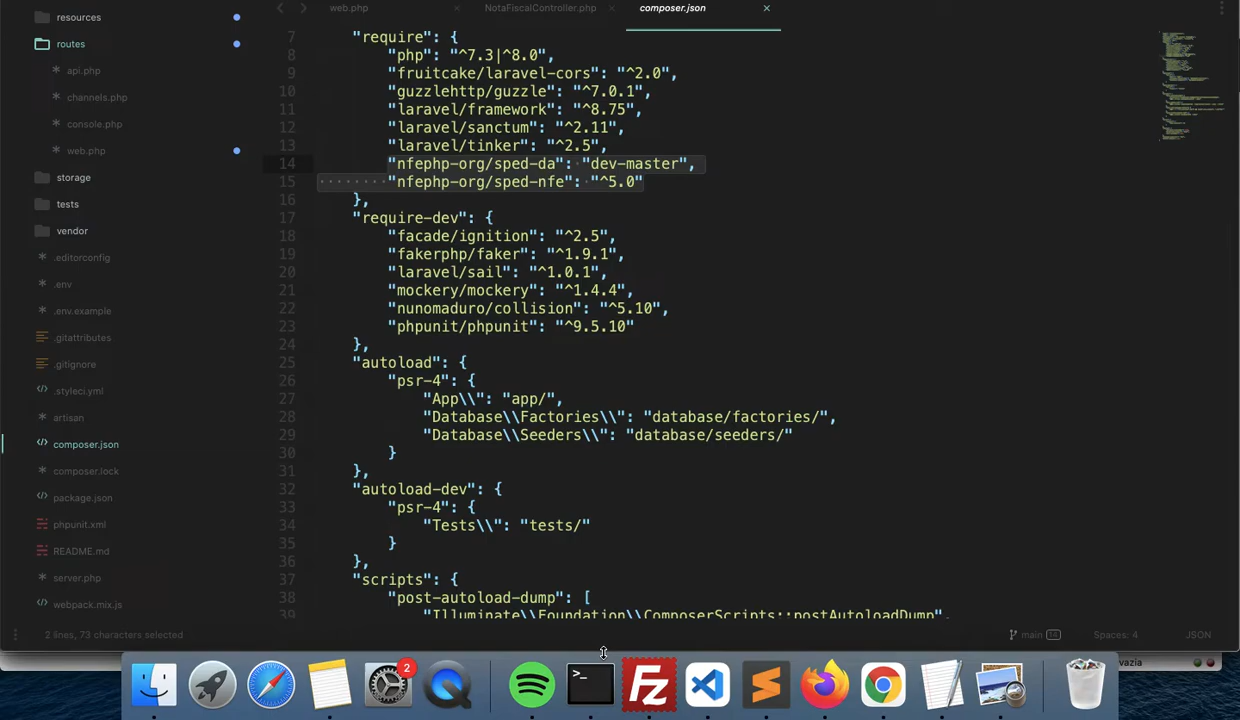 resources
routes
api.php
channels.php
console.php
web.php
storage
tests
vendor
.editorconfig
.env
.env.example
.gitattributes
.gitignore
.styleci.yml
artisan
composer.json
composer.lock
package.json
phpunit.xml
README.md
server.php
webpack.mix.js
web.php
NotaFiscalController.php
composer.json
7 "require": {
8 "php": "^7.3|^8.0",
9 "fruitcake/laravel-cors": "^2.0",
10 "guzzlehttp/guzzle": "^7.0.1",
11 "laravel/framework": "^8.75",
12 "laravel/sanctum": "^2.11",
13 "laravel/tinker": "^2.5",
14 "nfephp-org/sped-da": "dev-master",
15 "nfephp-org/sped-nfe": "^5.0"
16 },
17 "require-dev": {
18 "facade/ignition": "^2.5",
19 "fakerphp/faker": "^1.9.1",
20 "laravel/sail": "^1.0.1",
21 "mockery/mockery": "^1.4.4",
22 "nunomaduro/collision": "^5.10",
23 "phpunit/phpunit": "^9.5.10"
24 },
25 "autoload": {
26 "psr-4": {
27 "App\\": "app/",
28 "Database\\Factories\\": "database/factories/",
29 "Database\\Seeders\\": "database/seeders/"
30 }
31 },
32 "autoload-dev": {
33 "psr-4": {
34 "Tests\\": "tests/"
35 }
36 },
37 "scripts": {
38 "post-autoload-dump": [
39 "Illuminate\\Foundation\\ComposerScripts::postAutoloadDump",
2 lines, 73 characters selected
main
Spaces: 4
JSON
vazia
2
>_
Fz